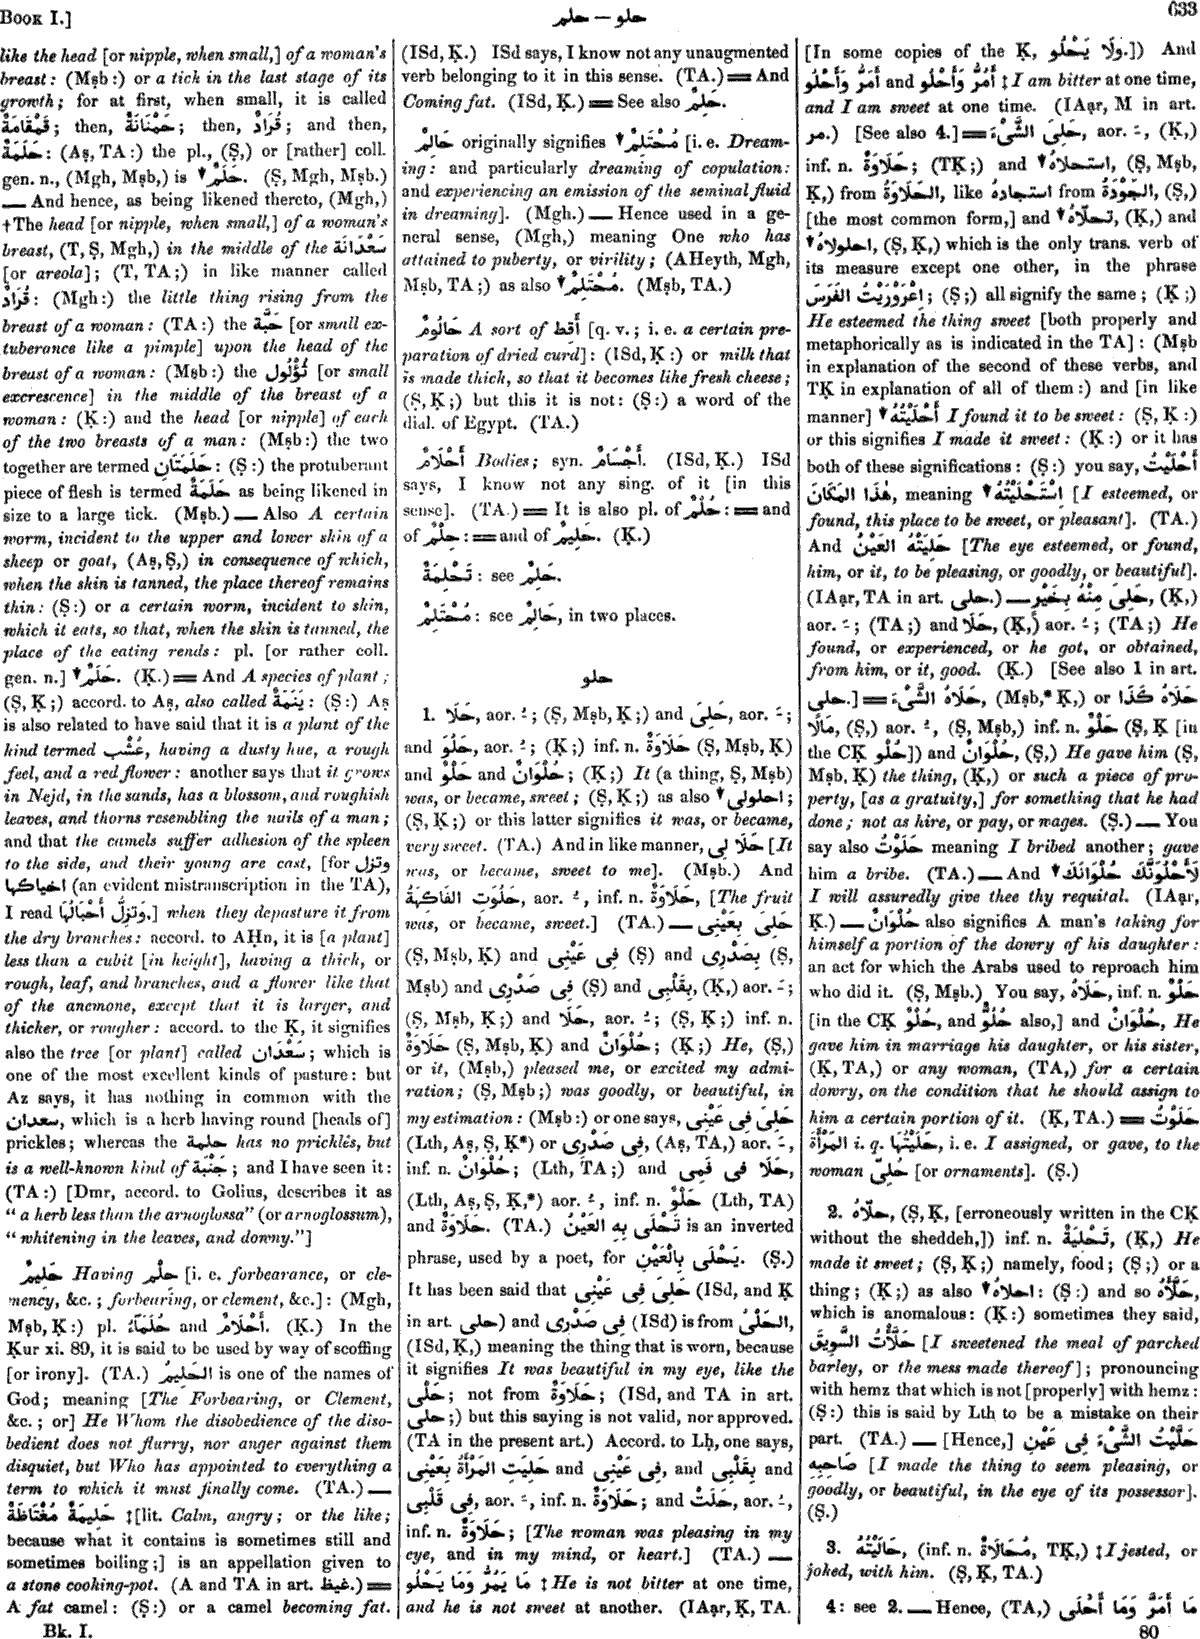 BOOK I.]
حلو — حلم
633
like the head [or nipple, when small,] of a woman's
breast: (Mṣb:) or a tick in the last stage of its
growth; for at first, when small, it is called
قَمْقَامَةٌ; then, حَمْنَانَةٌ; then, قُرَادٌ; and then,
حَلَمَةٌ: (Aṣ, TA:) the pl., (Ṣ,) or [rather] coll.
gen. n., (Mgh, Mṣb,) is ▼حَلَمٌ. (Ṣ, Mgh, Mṣb.)
— And hence, as being likened thereto, (Mgh,)
†The head [or nipple, when small,] of a woman's
breast, (T, Ṣ, Mgh,) in the middle of the سَعْدَانَة
[or areola]; (T, TA;) in like manner called
قُرَادٌ: (Mgh:) the little thing rising from the
breast of a woman: (TA:) the حَبَّة [or small ex-
tuberance like a pimple] upon the head of the
breast of a woman: (Mṣb:) the ثُؤْلُول [or small
excrescence] in the middle of the breast of a
woman: (Ḳ:) and the head [or nipple] of each
of the two breasts of a man: (Mṣb:) the two
together are termed حَلَمَتَانِ: (Ṣ:) the protuberant
piece of flesh is termed حَلَمَةٌ as being likened in
size to a large tick. (Mṣb.) — Also A certain
worm, incident to the upper and lower skin of a
sheep or goat, (Aṣ, Ṣ,) in consequence of which,
when the skin is tanned, the place thereof remains
thin: (Ṣ:) or a certain worm, incident to skin,
which it eats, so that, when the skin is tanned, the
place of the eating rends: pl. [or rather coll.
gen. n.] ▼حَلَمٌ. (Ḳ.) = And A species of plant;
(Ṣ, Ḳ;) accord. to Aṣ, also called يَنَمَةٌ: (Ṣ:) Aṣ
is also related to have said that it is a plant of the
kind termed عُشْب, having a dusty hue, a rough
feel, and a red flower: another says that it grows
in Nejd, in the sands, has a blossom, and roughish
leaves, and thorns resembling the nails of a man;
and that the camels suffer adhesion of the spleen
to the side, and their young are cast, [for وتزل
احباكها (an evident mistranscription in the TA),
I read وَتَزِلُّ أَحْبَالُهَا,] when they depasture it from
the dry branches: accord. to AḤn, it is [a plant]
less than a cubit [in height], having a thick, or
rough, leaf, and branches, and a flower like that
of the anemone, except that it is larger, and
thicker, or rougher: accord. to the Ḳ, it signifies
also the tree [or plant] called سَعْدَان; which is
one of the most excellent kinds of pasture: but
Az says, it has nothing in common with the
سعدان, which is a herb having round [heads of]
prickles; whereas the حلمة has no prickles, but
is a well-known kind of جَنْبَة; and I have seen it:
(TA:) [Dmr, accord. to Golius, describes it as
“a herb less than the arnoglossa” (or arnoglossum),
“whitening in the leaves, and downy.”]
حَلِيمٌ Having حِلْم [i. e. forbearance, or cle-
mency, &c.; forbearing, or clement, &c.]: (Mgh,
Mṣb, Ḳ:) pl. حُلَمَآءُ and أَحْلَامٌ. (Ḳ.) In the
Ḳur xi. 89, it is said to be used by way of scoffing
[or irony]. (TA.) الحَلِيمُ is one of the names of
God; meaning [The Forbearing, or Clement,
&c.; or] He Whom the disobedience of the diso-
bedient does not flurry, nor anger against them
disquiet, but Who has appointed to everything a
term to which it must finally come. (TA.) —
حَلِيمَةٌ مُغْتَاظَةٌ ‡[lit. Calm, angry; or the like;
because what it contains is sometimes still and
sometimes boiling;] is an appellation given to
a stone cooking-pot. (A and TA in art. غيظ.) =
A fat camel: (Ṣ:) or a camel becoming fat.
(ISd, Ḳ.) ISd says, I know not any unaugmented
verb belonging to it in this sense. (TA.) = And
Coming fat. (ISd, Ḳ.) = See also حِلْمٌ.
حَالِمٌ originally signifies ▼مُحْتَلِمٌ [i. e. Dream-
ing: and particularly dreaming of copulation:
and experiencing an emission of the seminal fluid
in dreaming]. (Mgh.) — Hence used in a ge-
neral sense, (Mgh,) meaning One who has
attained to puberty, or virility; (AHeyth, Mgh,
Mṣb, TA;) as also ▼مُحْتَلِمٌ. (Mṣb, TA.)
حَالُومٌ A sort of أَقِط [q. v.; i. e. a certain pre-
paration of dried curd]: (ISd, Ḳ:) or milk that
is made thick, so that it becomes like fresh cheese;
(Ṣ, Ḳ;) but this it is not: (Ṣ:) a word of the
dial. of Egypt. (TA.)
أَحْلَامٌ Bodies; syn. أَجْسَامٌ. (ISd, Ḳ.) ISd
says, I know not any sing. of it [in this
sense]. (TA.) = It is also pl. of حُلْمٌ: = and
of حِلْمٌ: = and of حَلِيمٌ. (Ḳ.)
تَحْلِمَةٌ: see حَلِمٌ.
مُحْتَلِمٌ: see حَالِمٌ, in two places.
حلو
1. حَلَا, aor. ـُ; (Ṣ, Mṣb, Ḳ;) and حَلِىَ, aor. ـَ;
and حَلُوَ, aor. ـُ; (Ḳ;) inf. n. حَلَاوَةٌ (Ṣ, Mṣb, Ḳ)
and حَلْوٌ and حُلْوَانٌ; (Ḳ;) It (a thing, Ṣ, Mṣb)
was, or became, sweet; (Ṣ, Ḳ;) as also ▼احلولى;
(Ṣ, Ḳ;) or this latter signifies it was, or became,
very sweet. (TA.) And in like manner, حَلَا لِى [It
was, or became, sweet to me]. (Mṣb.) And
حَلُوَتِ الفَاكِهَةُ, aor. ـُ, inf. n. حَلَاوَةٌ, [The fruit
was, or became, sweet.] (TA.) — حَلِىَ بِعَيْنِى
(Ṣ, Mṣb, Ḳ) and فِى عَيْنِى (Ṣ) and بِصَدْرِى (Ṣ,
Mṣb) and فِى صَدْرِى (Ṣ) and بِقَلْبِى, (Ḳ,) aor. ـَ;
(Ṣ, Mṣb, Ḳ;) and حَلَا, aor. ـُ; (Ṣ, Ḳ;) inf. n.
حَلَاوَةٌ (Ṣ, Mṣb, Ḳ) and حُلْوَانٌ; (Ḳ;) He, (Ṣ,)
or it, (Mṣb,) pleased me, or excited my admi-
ration; (Ṣ, Mṣb;) was goodly, or beautiful, in
my estimation: (Mṣb:) or one says, حَلِىَ فِى عَيْنِى
(Lth, Aṣ, Ṣ, Ḳ*) or فِى صَدْرِى, (Aṣ, TA,) aor. ـَ,
inf. n. حُلْوَانٌ; (Lth, TA;) and حَلَا فِى فَمِى,
(Lth, Aṣ, Ṣ, Ḳ,*) aor. ـُ, inf. n. حَلْوٌ (Lth, TA)
and حَلَاوَةٌ. (TA.) تَحْلَى بِهِ العَيْنُ is an inverted
phrase, used by a poet, for يَحْلَى بِالْعَيْنِ. (Ṣ.)
It has been said that حَلِىَ فِى عَيْنِى (ISd, and Ḳ
in art. حلى) and فِى صَدْرِى (ISd) is from الحَلْىُ,
(ISd, Ḳ,) meaning the thing that is worn, because
it signifies It was beautiful in my eye, like the
حَلْى; not from حَلَاوَةٌ; (ISd, and TA in art.
حلى;) but this saying is not valid, nor approved.
(TA in the present art.) Accord. to Lḥ, one says,
حَلِيَتِ المَرْأَةُ بِعَيْنِى and فِى عَيْنِى, and بِقَلْبِى and
فِى قَلْبِى, aor. ـَ, inf. n. حَلَاوَةٌ; and حَلَتْ, aor. ـُ,
inf. n. حَلَاوَةٌ; [The woman was pleasing in my
eye, and in my mind, or heart.] (TA.) —
مَا يَمُرُّ وَمَا يَحْلُو ‡He is not bitter at one time,
and he is not sweet at another. (IAạr, Ḳ, TA.
[In some copies of the Ḳ, وَلَا يَحْلُو.]) And
أَمَرُّ وَأَحْلُو and أَمُرُّ وَأَحْلُو ‡I am bitter at one time,
and I am sweet at one time. (IAạr, M in art.
مر.) [See also 4.] = حَلِىَ الشَّىْءَ, aor. ـَ, (Ḳ,)
inf. n. حَلَاوَةٌ; (TḲ;) and ▼استحلاهُ, (Ṣ, Mṣb,
Ḳ,) from الحَلَاوَةُ, like استجادهُ from الجَوْدَةُ, (Ṣ,)
[the most common form,] and ▼تحلّاهُ, (Ḳ,) and
▼احلولاهُ, (Ṣ, Ḳ,) which is the only trans. verb of
its measure except one other, in the phrase
اِعْرَوْرَيْتُ الفَرَسَ; (Ṣ;) all signify the same; (Ḳ;)
He esteemed the thing sweet [both properly and
metaphorically as is indicated in the TA]: (Mṣb
in explanation of the second of these verbs, and
TḲ in explanation of all of them:) and [in like
manner] ▼أَحْلَيْتُهُ I found it to be sweet: (Ṣ, Ḳ:)
or this signifies I made it sweet: (Ḳ:) or it has
both of these significations: (Ṣ:) you say, أَحْلَيْتُ
هٰذَا المَكَانَ, meaning ▼اِسْتَحْلَيْتُهُ [I esteemed, or
found, this place to be sweet, or pleasant]. (TA.)
And حَلِيَتْهُ العَيْنُ [The eye esteemed, or found,
him, or it, to be pleasing, or goodly, or beautiful].
(IAạr, TA in art. حلى.) — حَلِىَ مِنْهُ بِخَيْرٍ, (Ḳ,)
aor. ـَ; (TA;) and حَلَا, (Ḳ,) aor. ـُ; (TA;) He
found, or experienced, or he got, or obtained,
from him, or it, good. (Ḳ.) [See also 1 in art.
حلى.] = حَلَاهُ الشَّىْءَ, (Mṣb,* Ḳ,) or حَلَاهُ كَذَا
مَالًا, (Ṣ,) aor. ـُ, (Ṣ, Mṣb,) inf. n. حَلْوٌ (Ṣ, Ḳ [in
the CḲ حُلْو]) and حُلْوَانٌ, (Ṣ,) He gave him (Ṣ,
Mṣb, Ḳ) the thing, (Ḳ,) or such a piece of pro-
perty, [as a gratuity,] for something that he had
done; not as hire, or pay, or wages. (Ṣ.) — You
say also حَلَوْتُ meaning I bribed another; gave
him a bribe. (TA.) — And ▼لَأَحْلُوَنَّكَ حُلْوَانَكَ
I will assuredly give thee thy requital. (IAạr,
Ḳ.) — حُلْوَانٌ also signifies A man's taking for
himself a portion of the dowry of his daughter:
an act for which the Arabs used to reproach him
who did it. (Ṣ, Mṣb.) You say, حَلَاهُ, inf. n. حَلْوٌ
[in the CḲ حُلْوٌ, and حُلُوٌّ also,] and حُلْوَانٌ, He
gave him in marriage his daughter, or his sister,
(Ḳ, TA,) or any woman, (TA,) for a certain
dowry, on the condition that he should assign to
him a certain portion of it. (Ḳ, TA.) = حَلَوْتُ
المَرْأَةَ i. q. حَلَيْتُهَا, i. e. I assigned, or gave, to the
woman حُلِىّ [or ornaments]. (Ṣ.)
2. حلّاهُ, (Ṣ, Ḳ, [erroneously written in the CḲ
without the sheddeh,]) inf. n. تَحْلِيَةٌ, (Ḳ,) He
made it sweet; (Ṣ, Ḳ;) namely, food; (Ṣ;) or a
thing; (Ḳ;) as also ▼احلاهُ: (Ṣ:) and so حَلَّأَهُ,
which is anomalous: (Ḳ:) sometimes they said,
حَلَّأْتُ السَّوِيقَ [I sweetened the meal of parched
barley, or the mess made thereof]; pronouncing
with hemz that which is not [properly] with hemz:
(Ṣ:) this is said by Lth to be a mistake on their
part. (TA.) — [Hence,] حَلَّيْتُ الشَّىْءَ فِى عَيْنِ
صَاحِبِهِ [I made the thing to seem pleasing, or
goodly, or beautiful, in the eye of its possessor].
(Ṣ.)
3. حَالَيْتُهُ, (inf. n. مُحَالَاةٌ, TḲ,) ‡I jested, or
joked, with him. (Ṣ, Ḳ, TA.)
4: see 2. — Hence, (TA,) مَا أَمَرَّ وَمَا أَحْلَى
Bk. I.
80